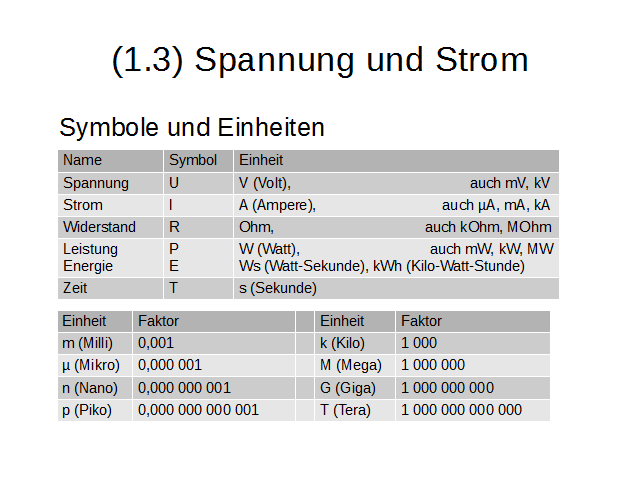 (1.3) Spannung und Strom
Symbole und Einheiten
Name Symbol Einheit
Spannung U V (Volt), auch mV, kV
Strom I A (Ampere), auch µA, mA, kA
Widerstand R Ohm, auch kOhm, MOhm
Leistung P W (Watt), auch mW, kW, MW
Energie E Ws (Watt-Sekunde), kWh (Kilo-Watt-Stunde)
Zeit T s (Sekunde)
Einheit Faktor Einheit Faktor
m (Milli) 0,001 k (Kilo) 1 000
µ (Mikro) 0,000 001 M (Mega) 1 000 000
n (Nano) 0,000 000 001 G (Giga) 1 000 000 000
p (Piko) 0,000 000 000 001 T (Tera) 1 000 000 000 000